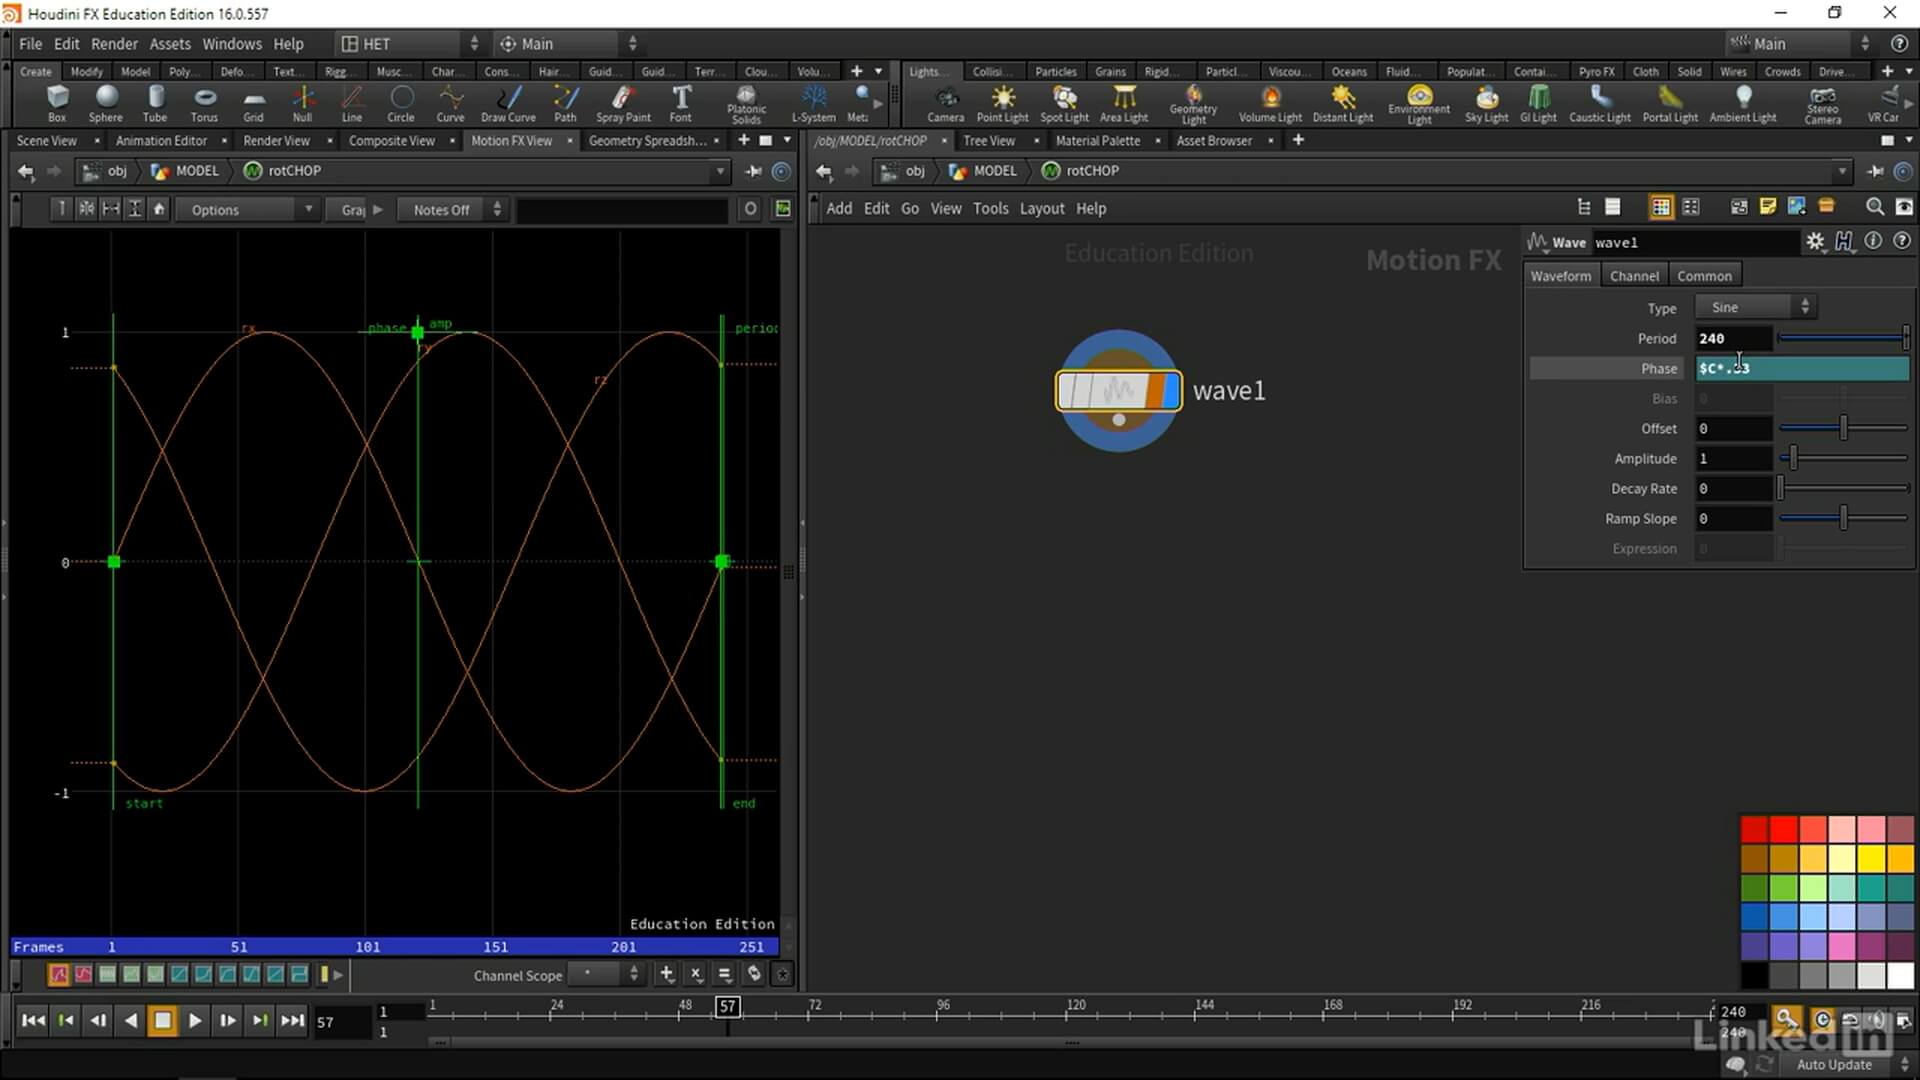 Houdini FX Education Edition 16.0.557
File Edit Render Assets Windows Help HET Main Main
Create Modify Model Poly... Defo... Text... Rigg... Musc... Char... Cons... Hair... Guid... Guid... Terr... Clou... Volu...
Lights... Collisi... Particles Grains Rigid... Particl... Viscou... Oceans Fluid... Populat... Contai... Pyro FX Cloth Solid Wires Crowds Drive...
Box Sphere Tube Torus Grid Null Line Circle Curve Draw Curve Path Spray Paint Font Platonic Solids L-System Meta
Camera Point Light Spot Light Area Light Geometry Light Volume Light Distant Light Environment Light Sky Light GI Light Caustic Light Portal Light Ambient Light Stereo Camera VR Car
Scene View Animation Editor Render View Composite View Motion FX View Geometry Spreadsh...
/obj/MODEL/rotCHOP Tree View Material Palette Asset Browser
obj MODEL rotCHOP
obj MODEL rotCHOP
Options Graj Notes Off
Add Edit Go View Tools Layout Help
Education Edition
Motion FX
Wave wave1
Waveform Channel Common
Type Sine
Period 240
Phase
Bias 0
Offset 0
Amplitude 1
Decay Rate 0
Ramp Slope 0
Expression 0
wave1
rx phase amp period
1
ry
rz
0
-1
start end
Education Edition
Frames 1 51 101 151 201 251
Channel Scope *
57 1 1 24 48 57 72 96 120 144 168 192 216 240
1 240
LinkedIn
Auto Update